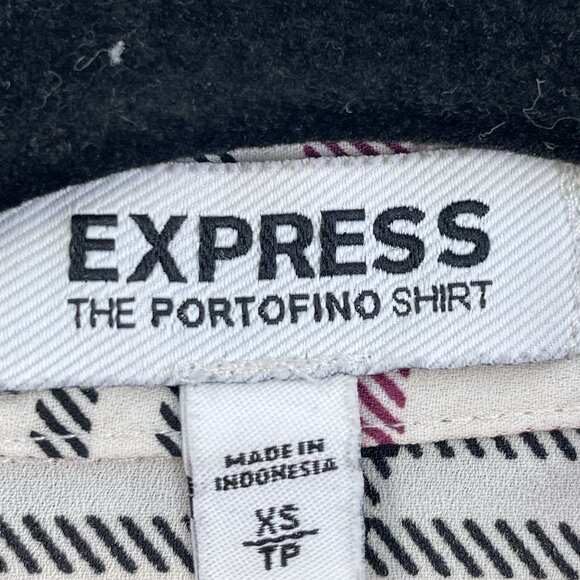 EXPRESS
THE PORTOFINO SHIRT
MADE IN
INDONESIA
XS
TP